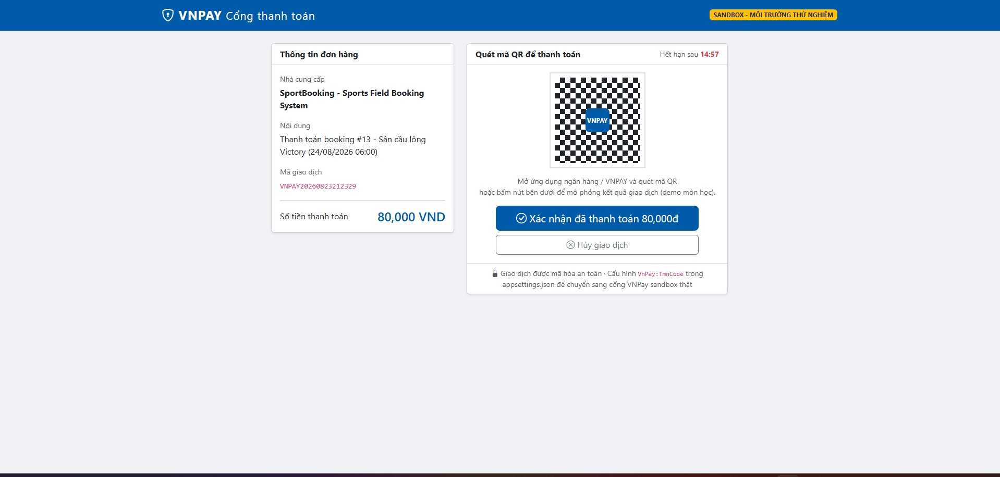 VNPAY Cổng thanh toán
SANDBOX - MÔI TRƯỜNG THỬ NGHIỆM
Thông tin đơn hàng
Nhà cung cấp
SportBooking - Sports Field Booking
System
Nội dung
Thanh toán booking #13 - Sân cầu lông
Victory (24/08/2026 06:00)
Mã giao dịch
VNPAY20260823212329
Số tiền thanh toán 80,000 VND
Quét mã QR để thanh toán Hết hạn sau 14:57
VNPAY
Mở ứng dụng ngân hàng / VNPAY và quét mã QR
hoặc bấm nút bên dưới để mô phỏng kết quả giao dịch (demo môn học).
Xác nhận đã thanh toán 80,000đ
Hủy giao dịch
Giao dịch được mã hóa an toàn · Cấu hình VnPay:TmnCode trong
appsettings.json để chuyển sang cổng VNPay sandbox thật